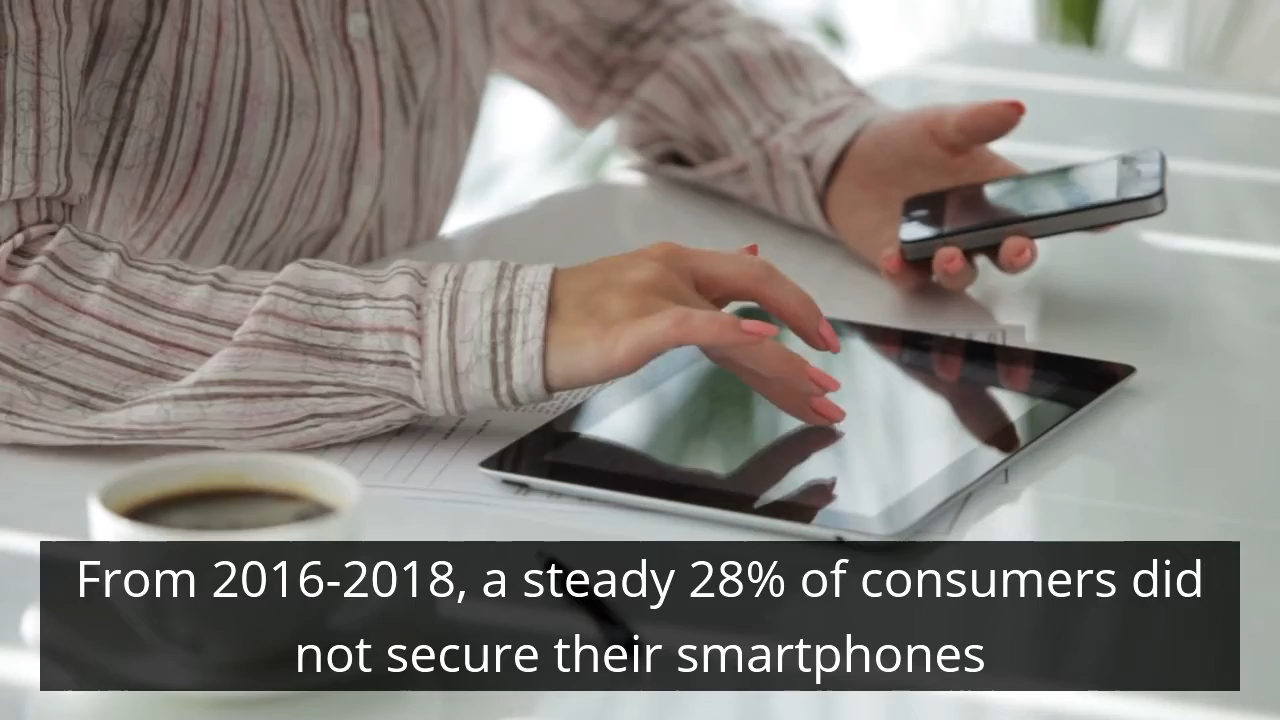 From 2016-2018, a steady 28% of consumers did
not secure their smartphones